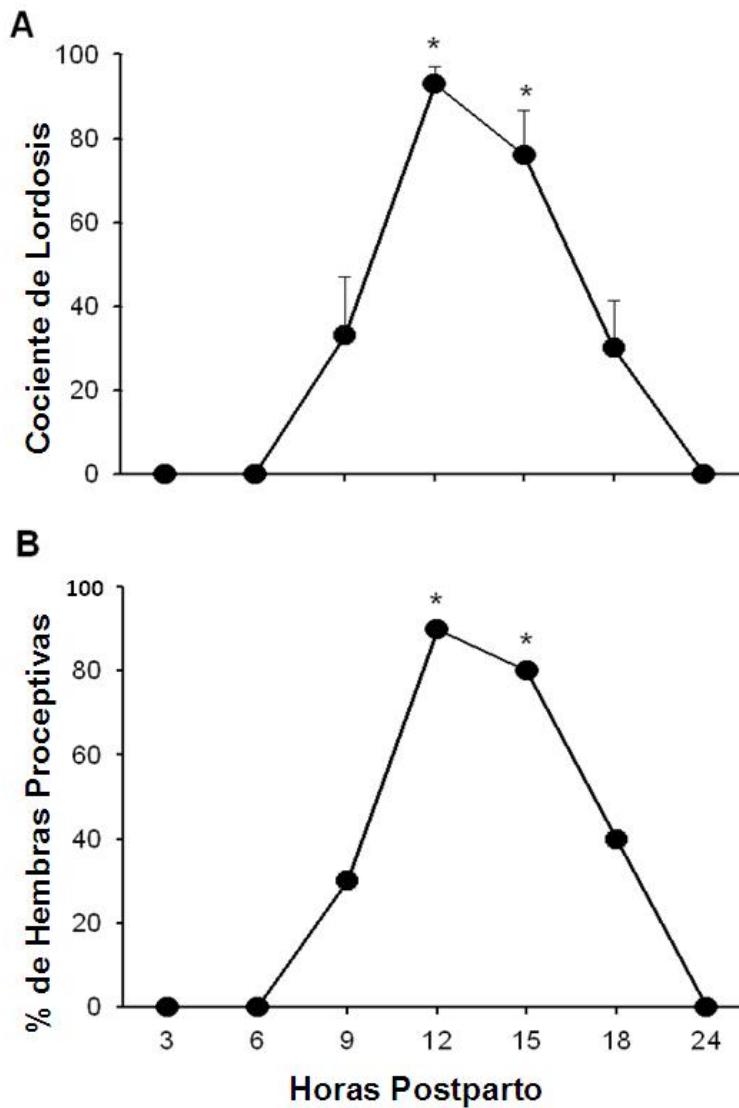 A
Cociente de Lordosis
100
80
60
40
20
0
*
*
B
% de Hembras Proceptivas
100
80
60
40
20
0
*
*
3 6 9 12 15 18 24
Horas Postparto